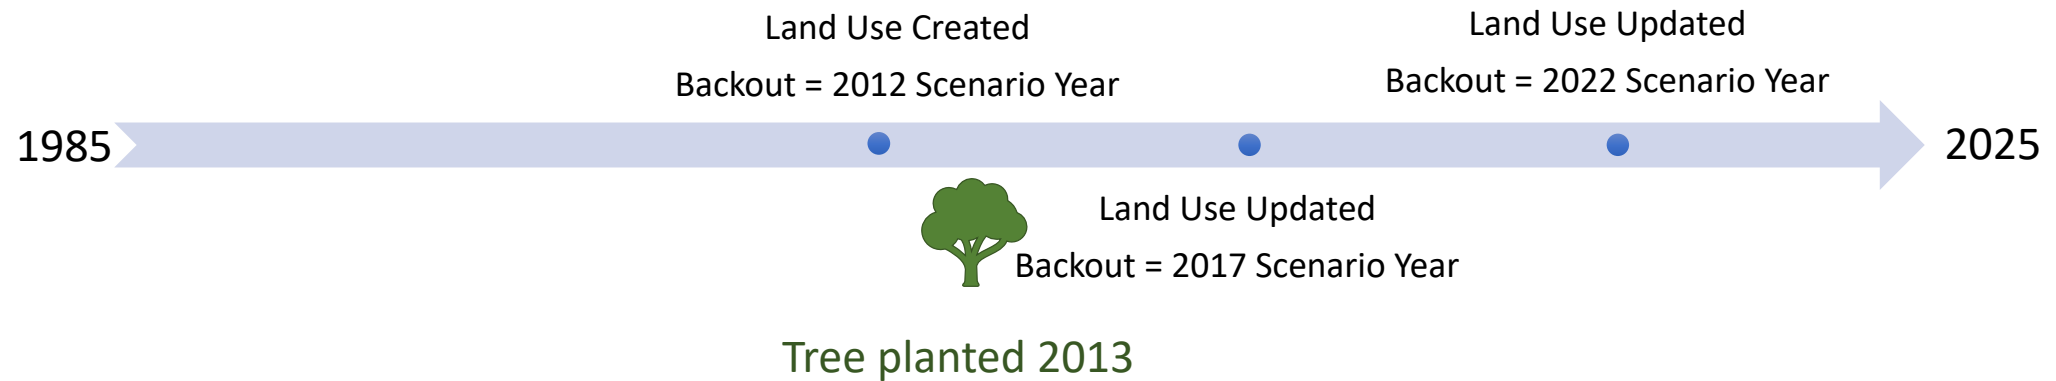 Land Use Created
Backout = 2012 Scenario Year
Land Use Updated
Backout = 2022 Scenario Year
1985
2025
Land Use Updated
Backout = 2017 Scenario Year
Tree planted 2013